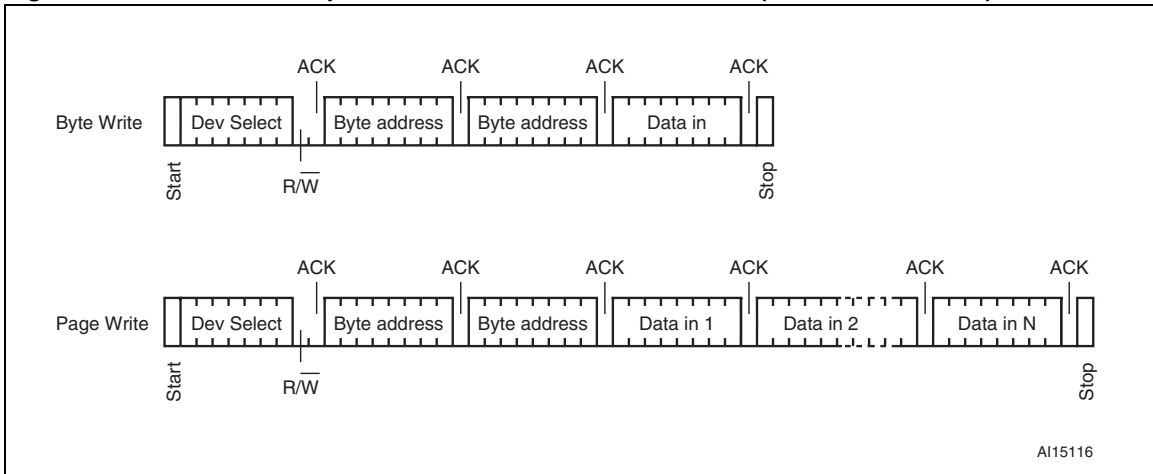 ACK ACK ACK ACK
Byte Write Dev Select Byte address Byte address Data in
Start R/W̅ Stop
ACK ACK ACK ACK ACK ACK
Page Write Dev Select Byte address Byte address Data in 1 Data in 2 Data in N
Start R/W̅ Stop
AI15116